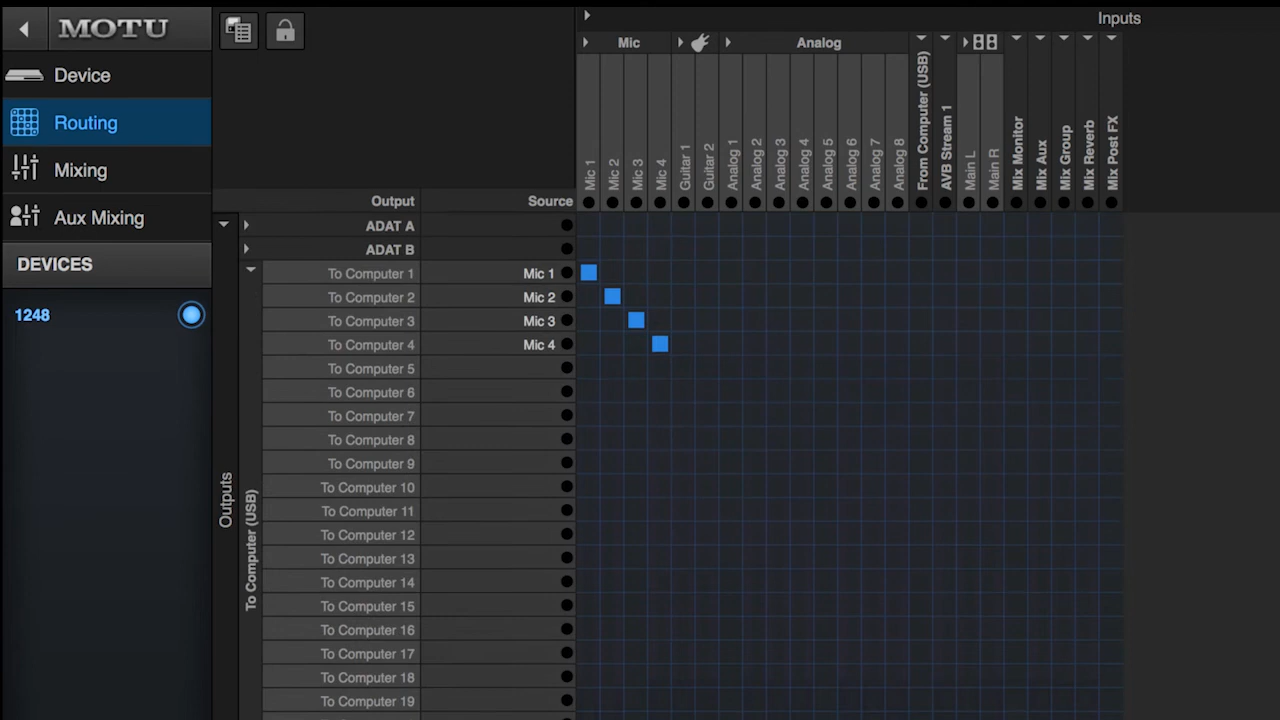 MOTU
Device
Routing
Mixing
Aux Mixing
DEVICES
1248
Inputs
Mic
Analog
Mic 1
Mic 2
Mic 3
Mic 4
Guitar 1
Guitar 2
Analog 1
Analog 2
Analog 3
Analog 4
Analog 5
Analog 6
Analog 7
Analog 8
From Computer (USB)
AVB Stream 1
Main L
Main R
Mix Monitor
Mix Aux
Mix Group
Mix Reverb
Mix Post FX
Output Source
Outputs
ADAT A
ADAT B
To Computer (USB)
To Computer 1 Mic 1
To Computer 2 Mic 2
To Computer 3 Mic 3
To Computer 4 Mic 4
To Computer 5
To Computer 6
To Computer 7
To Computer 8
To Computer 9
To Computer 10
To Computer 11
To Computer 12
To Computer 13
To Computer 14
To Computer 15
To Computer 16
To Computer 17
To Computer 18
To Computer 19